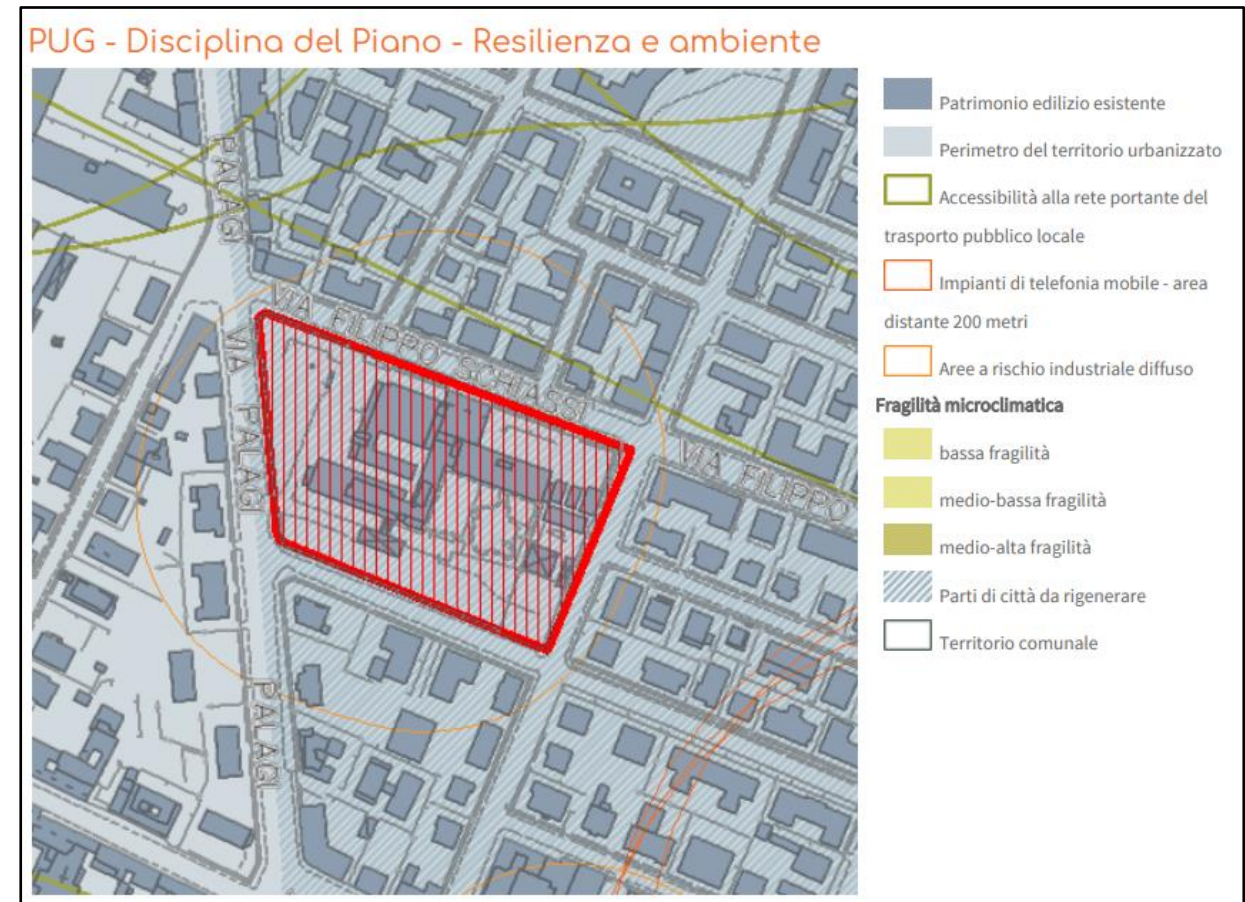 PUG - Disciplina del Piano - Resilienza e ambiente
PALAGI
VIA FILIPPO SCHIASSI
VIA PALAGI
VIA FILIPPO
PALAGI
Patrimonio edilizio esistente
Perimetro del territorio urbanizzato
Accessibilità alla rete portante del
trasporto pubblico locale
Impianti di telefonia mobile - area
distante 200 metri
Aree a rischio industriale diffuso
Fragilità microclimatica
bassa fragilità
medio-bassa fragilità
medio-alta fragilità
Parti di città da rigenerare
Territorio comunale